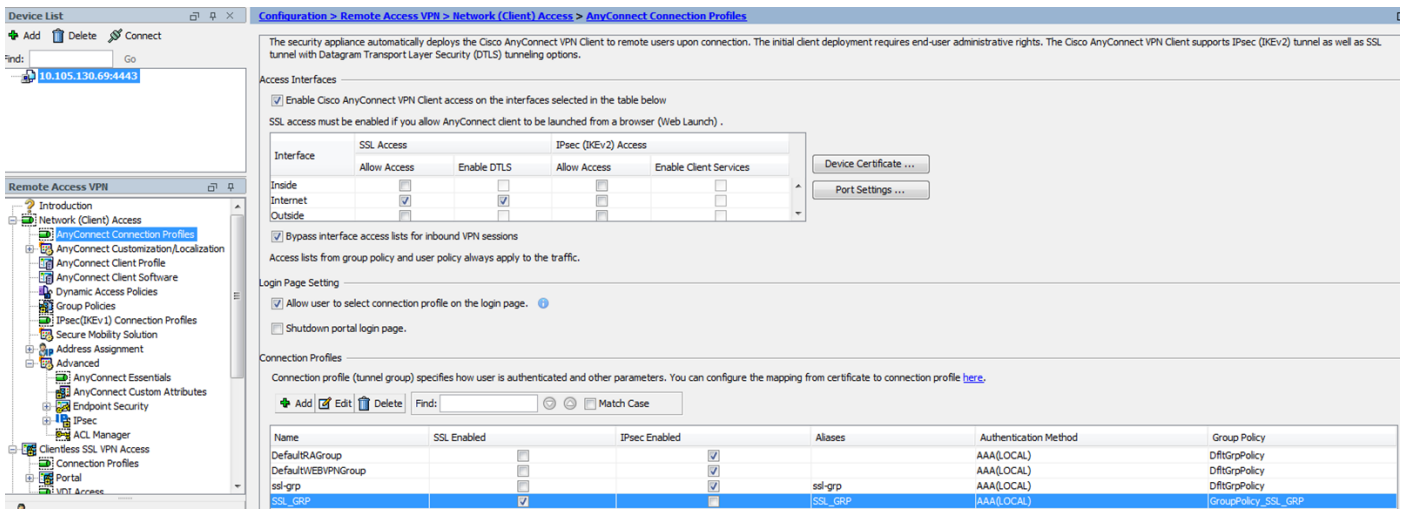 Device List
Add Delete Connect
Find: Go
10.105.130.69:4443
Remote Access VPN
Introduction
Network (Client) Access
AnyConnect Connection Profiles
AnyConnect Customization/Localization
AnyConnect Client Profile
AnyConnect Client Software
Dynamic Access Policies
Group Policies
IPsec(IKEv1) Connection Profiles
Secure Mobility Solution
Address Assignment
Advanced
AnyConnect Essentials
AnyConnect Custom Attributes
Endpoint Security
IPsec
ACL Manager
Clientless SSL VPN Access
Connection Profiles
Portal
VDI Access
Configuration > Remote Access VPN > Network (Client) Access > AnyConnect Connection Profiles
The security appliance automatically deploys the Cisco AnyConnect VPN Client to remote users upon connection. The initial client deployment requires end-user administrative rights. The Cisco AnyConnect VPN Client supports IPsec (IKEv2) tunnel as well as SSL
tunnel with Datagram Transport Layer Security (DTLS) tunneling options.
Access Interfaces
Enable Cisco AnyConnect VPN Client access on the interfaces selected in the table below
SSL access must be enabled if you allow AnyConnect client to be launched from a browser (Web Launch) .
Interface SSL Access IPsec (IKEv2) Access
Allow Access Enable DTLS Allow Access Enable Client Services
Inside
Internet
Outside
Device Certificate ...
Port Settings ...
Bypass interface access lists for inbound VPN sessions
Access lists from group policy and user policy always apply to the traffic.
Login Page Setting
Allow user to select connection profile on the login page.
Shutdown portal login page.
Connection Profiles
Connection profile (tunnel group) specifies how user is authenticated and other parameters. You can configure the mapping from certificate to connection profile here.
Add Edit Delete Find: Match Case
Name SSL Enabled IPsec Enabled Aliases Authentication Method Group Policy
DefaultRAGroup AAA(LOCAL) DfltGrpPolicy
DefaultWEBVPNGroup AAA(LOCAL) DfltGrpPolicy
ssl-grp ssl-grp AAA(LOCAL) DfltGrpPolicy
SSL_GRP SSL_GRP AAA(LOCAL) GroupPolicy_SSL_GRP